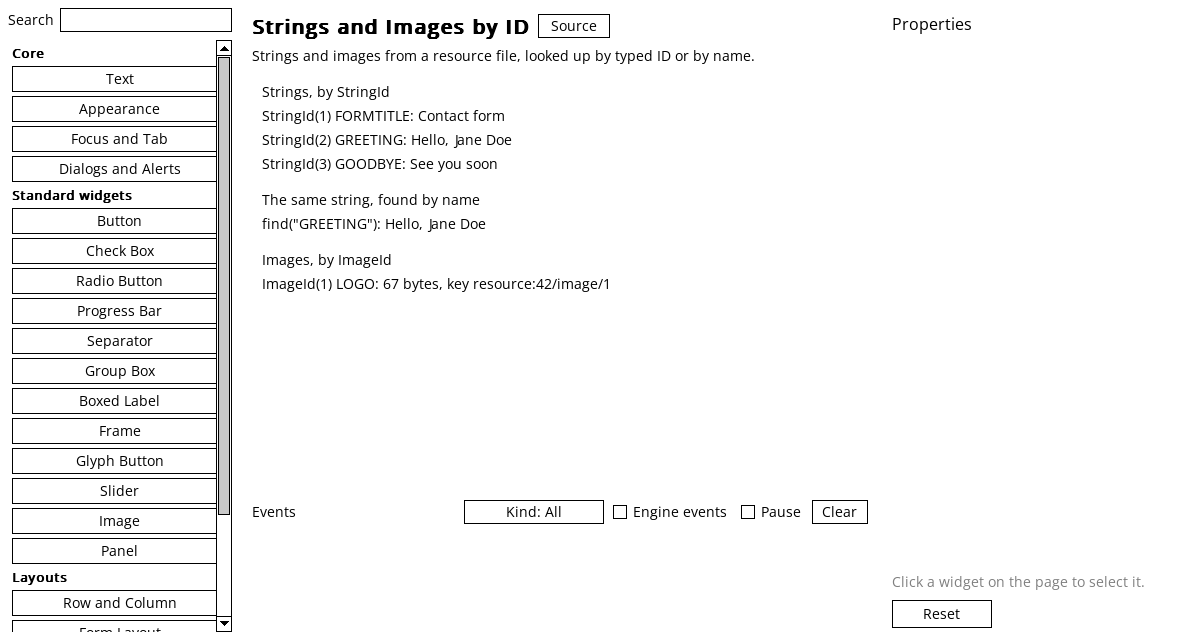 Search
Core
Text
Appearance
Focus and Tab
Dialogs and Alerts
Standard widgets
Button
Check Box
Radio Button
Progress Bar
Separator
Group Box
Boxed Label
Frame
Glyph Button
Slider
Image
Panel
Layouts
Row and Column
Form Layout
Strings and Images by ID
Source
Strings and images from a resource file, looked up by typed ID or by name.
Strings, by StringId
StringId(1) FORMTITLE: Contact form
StringId(2) GREETING: Hello, Jane Doe
StringId(3) GOODBYE: See you soon
The same string, found by name
find("GREETING"): Hello, Jane Doe
Images, by ImageId
ImageId(1) LOGO: 67 bytes, key resource:42/image/1
Events
Kind: All
Engine events
Pause
Clear
Properties
Click a widget on the page to select it.
Reset